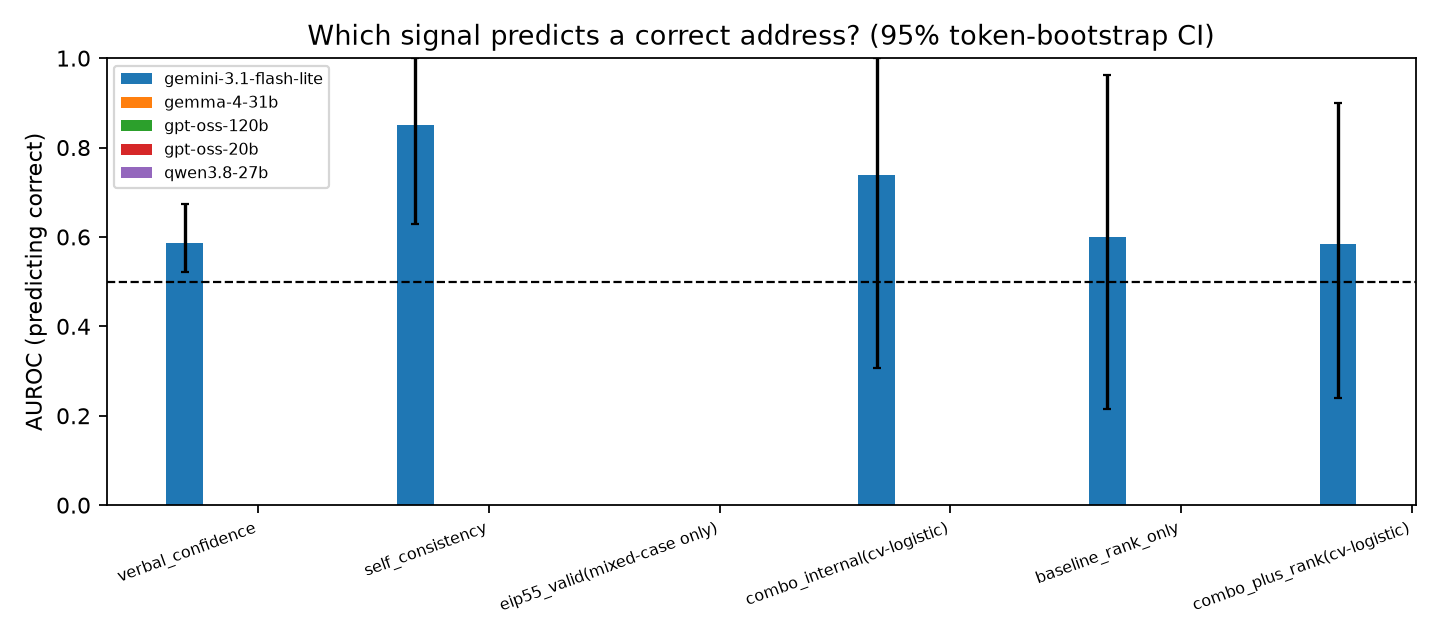 Which signal predicts a correct address? (95% token-bootstrap CI)
AUROC (predicting correct)
1.0
0.8
0.6
0.4
0.2
0.0
gemini-3.1-flash-lite
gemma-4-31b
gpt-oss-120b
gpt-oss-20b
qwen3.8-27b
verbal_confidence
self_consistency
eip55_valid(mixed-case only)
combo_internal(cv-logistic)
baseline_rank_only
combo_plus_rank(cv-logistic)